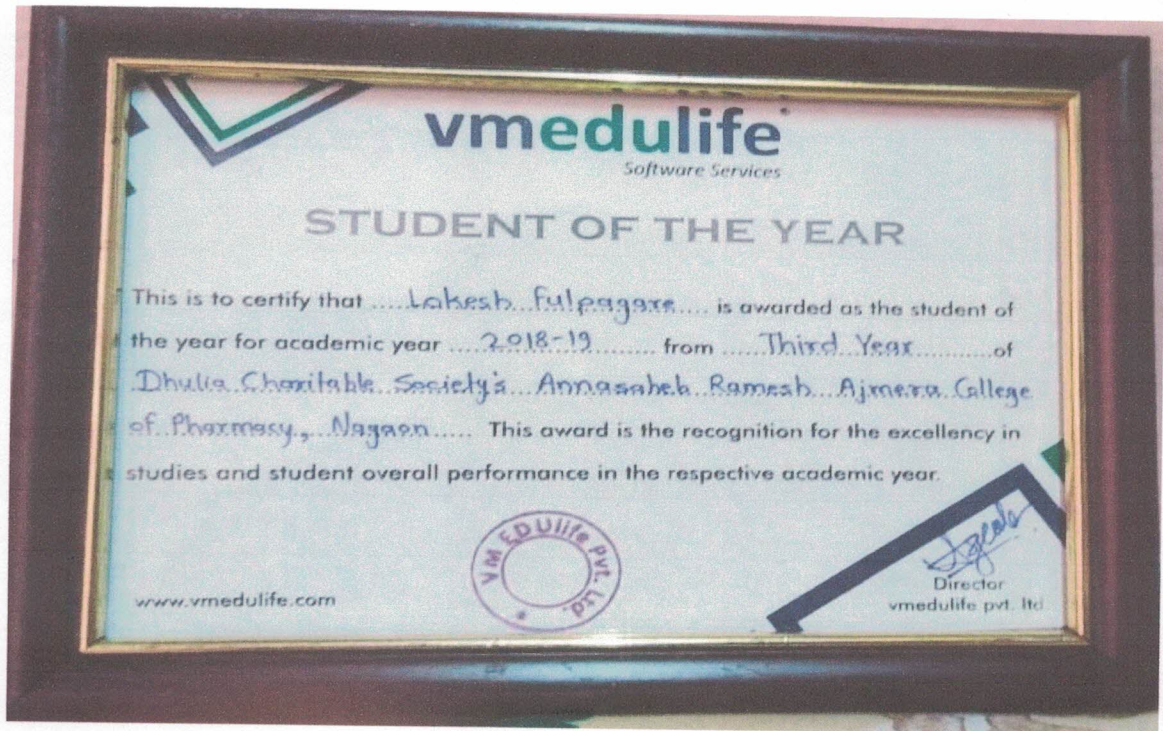 vmedulife
Software Services
STUDENT OF THE YEAR
This is to certify that .....Lokesh Fulpagare.... is awarded as the student of
the year for academic year ....2018-19......... from ......Third Year..........of
Dhulia Charitable Society's Annasaheb Ramesh Ajmera College
of Pharmacy, Nagaon..... This award is the recognition for the excellency in
studies and student overall performance in the respective academic year.
VM EDUlife Pvt. Ltd.
www.vmedulife.com
Director
vmedulife pvt. ltd